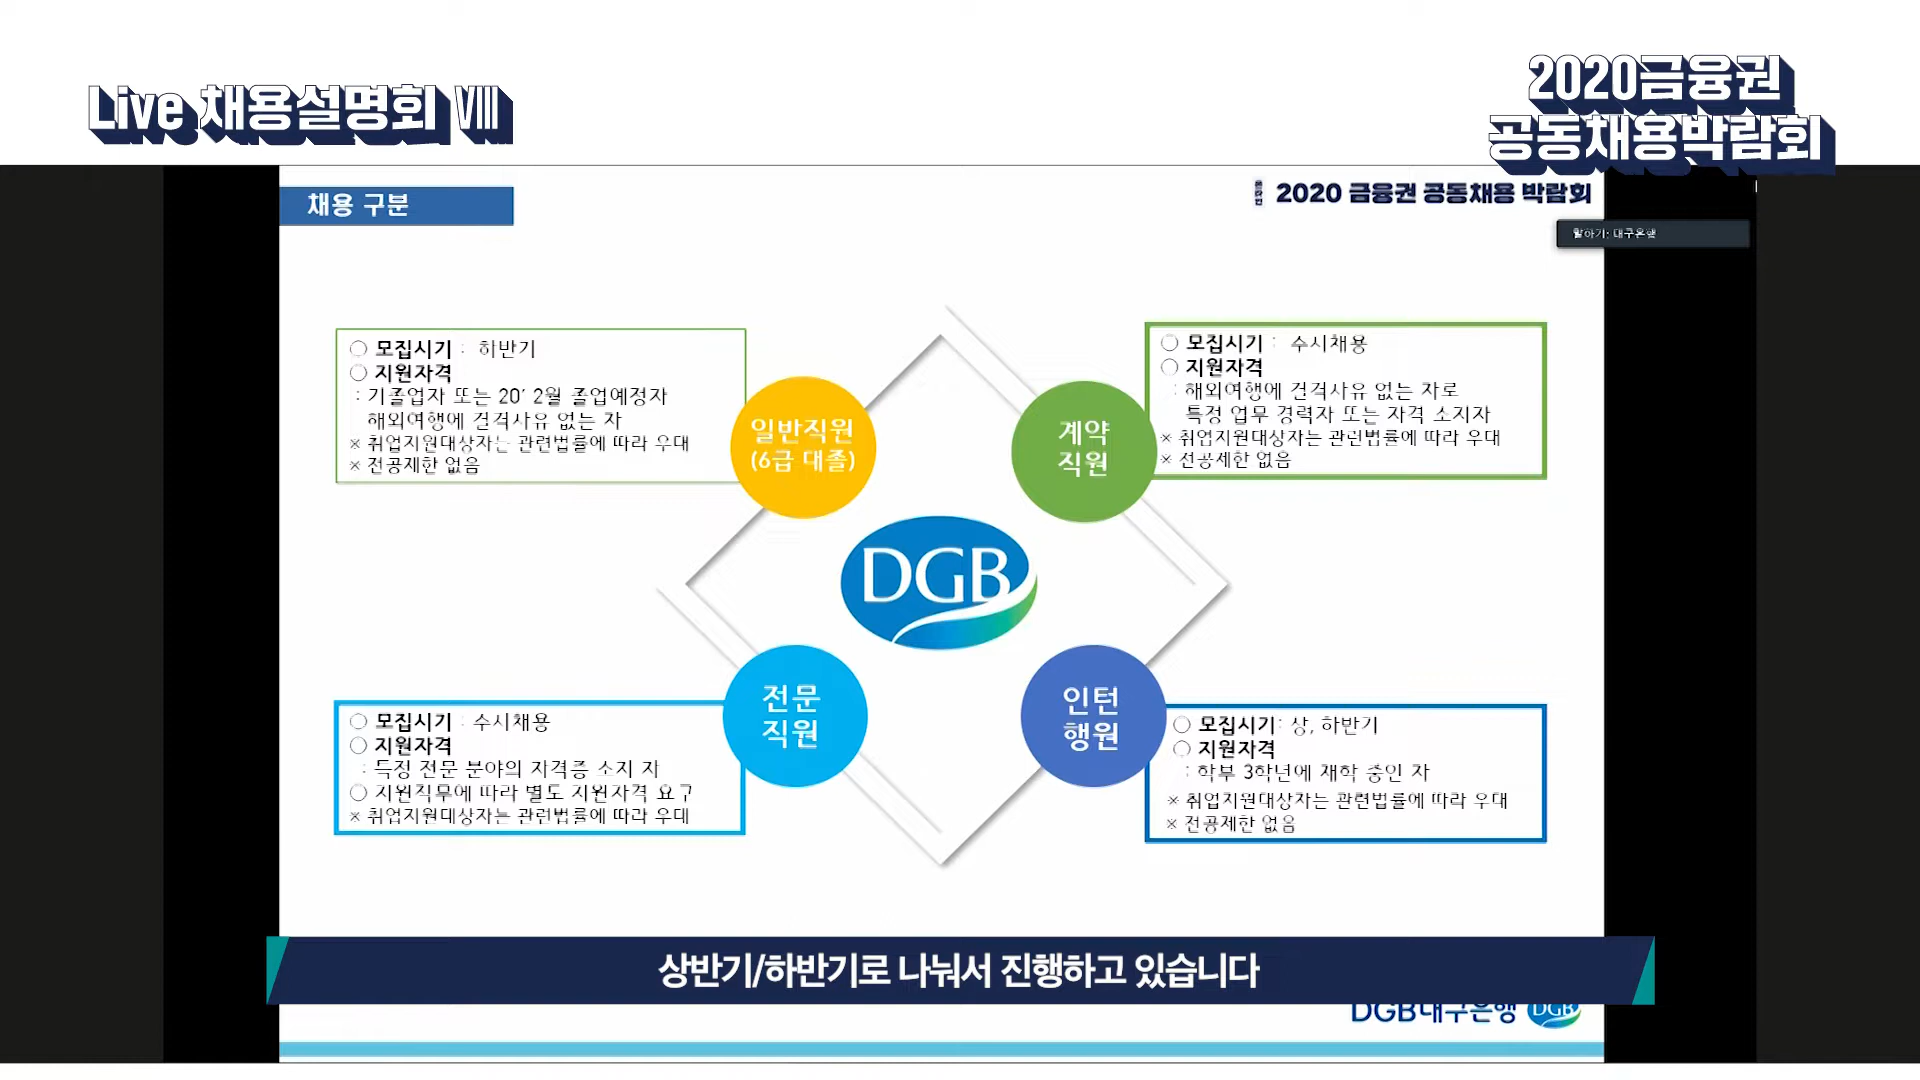 Live 채용설명회 Ⅷ
2020금융권
공동채용박람회
채용 구분
온라인 2020 금융권 공동채용 박람회
말하기: 대구은행
○ 모집시기 : 하반기
○ 지원자격
: 기졸업자 또는 20’ 2월 졸업예정자
해외여행에 결격사유 없는 자
※ 취업지원대상자는 관련법률에 따라 우대
※ 전공제한 없음
일반직원
(6급 대졸)
○ 모집시기 : 수시채용
○ 지원자격
: 해외여행에 결격사유 없는 자로
특정 업무 경력자 또는 자격 소지자
※ 취업지원대상자는 관련법률에 따라 우대
※ 전공제한 없음
계약
직원
DGB
○ 모집시기 : 수시채용
○ 지원자격
: 특정 전문 분야의 자격증 소지 자
○ 지원직무에 따라 별도 지원자격 요구
※ 취업지원대상자는 관련법률에 따라 우대
전문
직원
인턴
행원
○ 모집시기: 상, 하반기
○ 지원자격
: 학부 3학년에 재학 중인 자
※ 취업지원대상자는 관련법률에 따라 우대
※ 전공제한 없음
상반기/하반기로 나눠서 진행하고 있습니다
DGB대구은행 DGB